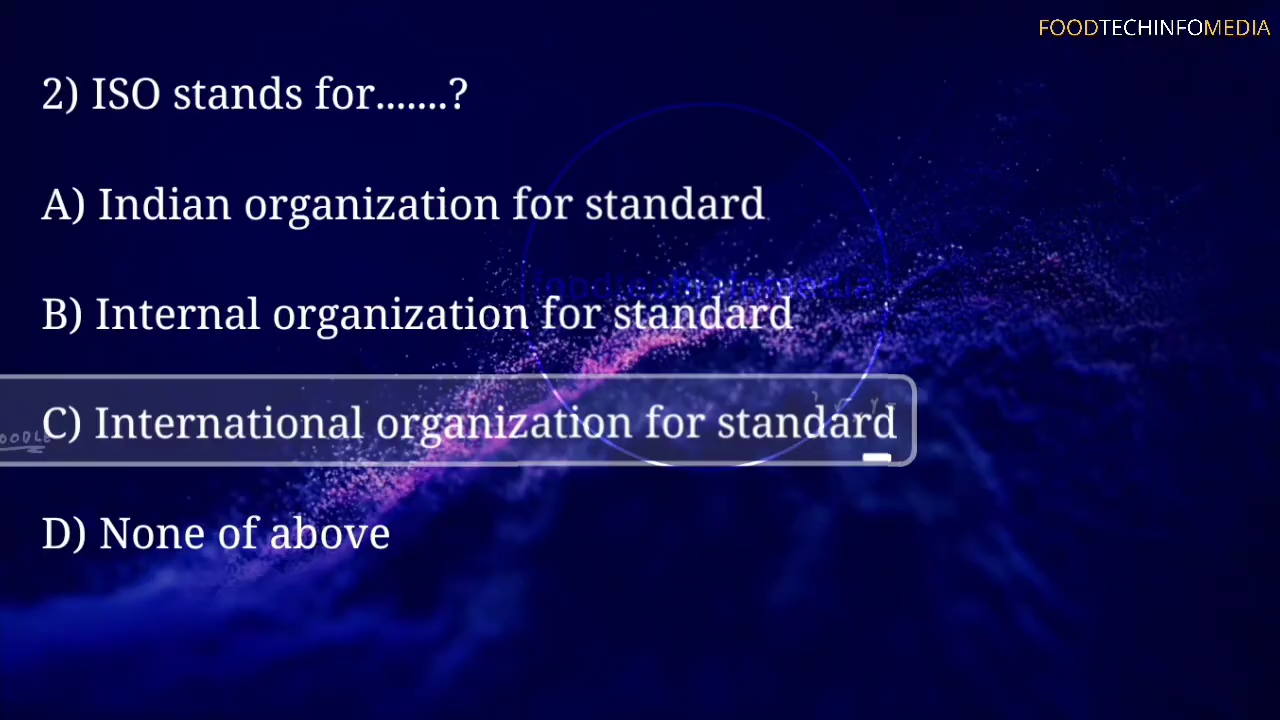 FOODTECHINFOMEDIA
2) ISO stands for.......?
A) Indian organization for standard
foodtechinfomedia
B) Internal organization for standard
C) International organization for standard
D) None of above